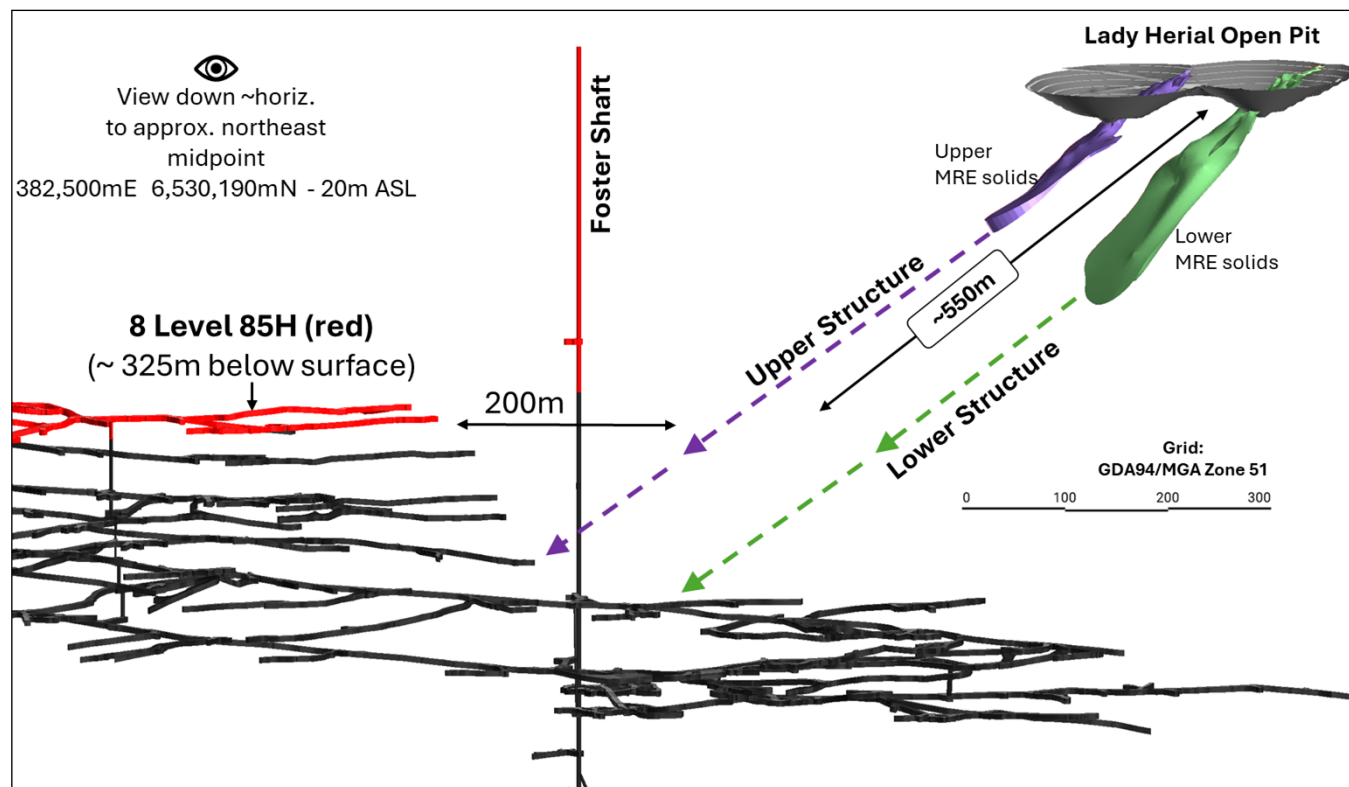 Lady Herial Open Pit
View down ~horiz.
to approx. northeast
midpoint
382,500mE 6,530,190mN - 20m ASL
Foster Shaft
Upper
MRE solids
Lower
MRE solids
Upper Structure
~550m
Lower Structure
8 Level 85H (red)
(~ 325m below surface)
200m
Grid:
GDA94/MGA Zone 51
0 100 200 300